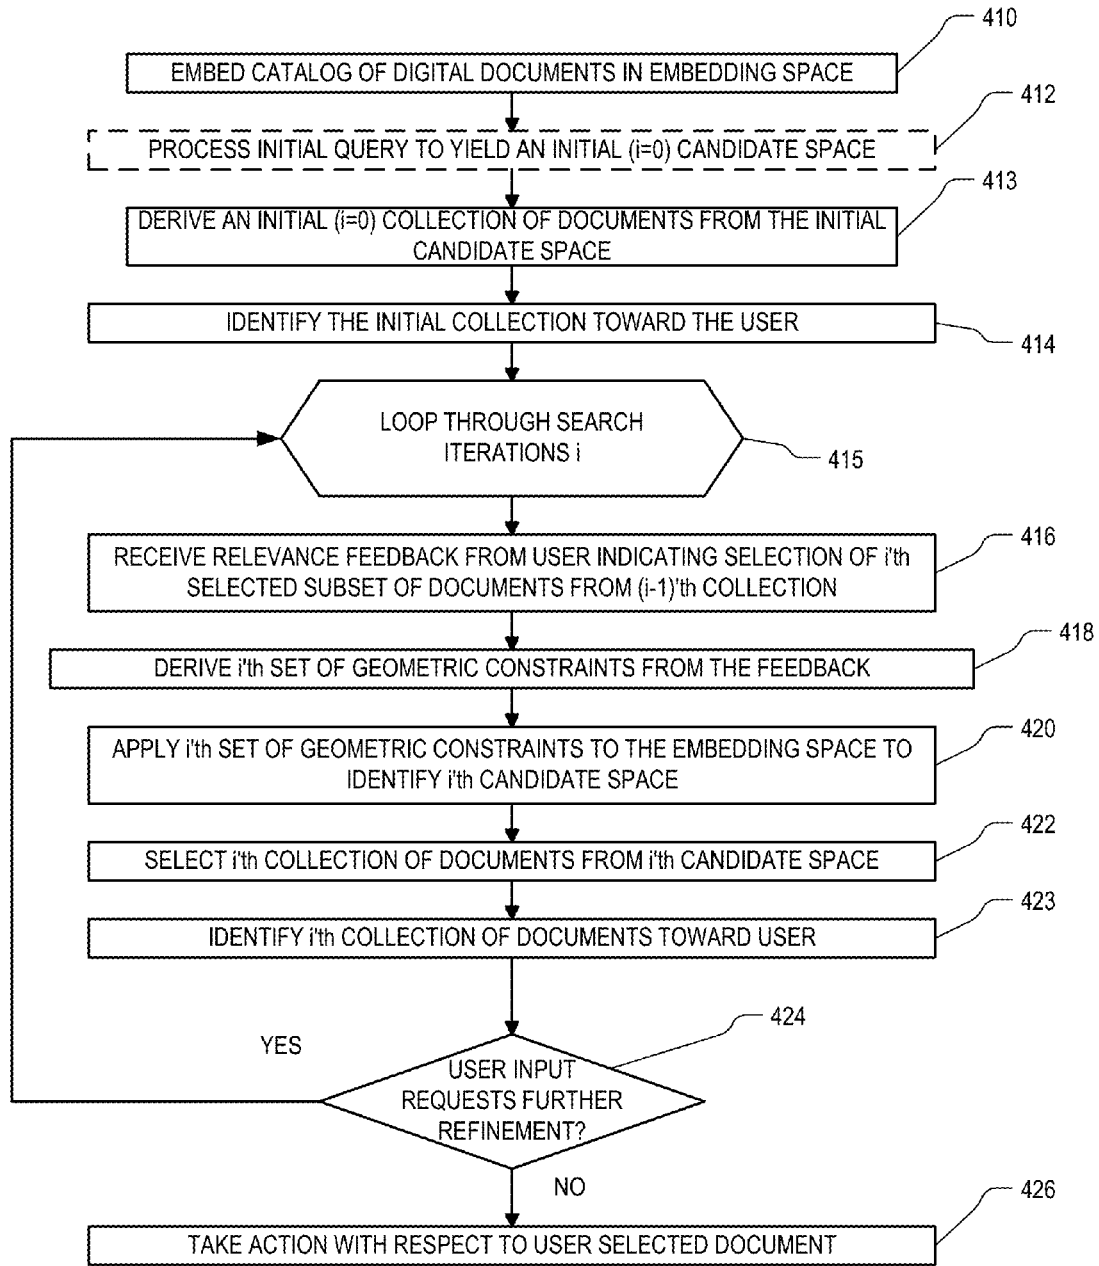 410
EMBED CATALOG OF DIGITAL DOCUMENTS IN EMBEDDING SPACE
412
PROCESS INITIAL QUERY TO YIELD AN INITIAL (i=0) CANDIDATE SPACE
413
DERIVE AN INITIAL (i=0) COLLECTION OF DOCUMENTS FROM THE INITIAL
CANDIDATE SPACE
IDENTIFY THE INITIAL COLLECTION TOWARD THE USER
414
LOOP THROUGH SEARCH
ITERATIONS i
415
416
RECEIVE RELEVANCE FEEDBACK FROM USER INDICATING SELECTION OF i'th
SELECTED SUBSET OF DOCUMENTS FROM (i-1)'th COLLECTION
418
DERIVE i'th SET OF GEOMETRIC CONSTRAINTS FROM THE FEEDBACK
420
APPLY i'th SET OF GEOMETRIC CONSTRAINTS TO THE EMBEDDING SPACE TO
IDENTIFY i'th CANDIDATE SPACE
422
SELECT i'th COLLECTION OF DOCUMENTS FROM i'th CANDIDATE SPACE
423
IDENTIFY i'th COLLECTION OF DOCUMENTS TOWARD USER
424
YES
USER INPUT
REQUESTS FURTHER
REFINEMENT?
NO
426
TAKE ACTION WITH RESPECT TO USER SELECTED DOCUMENT